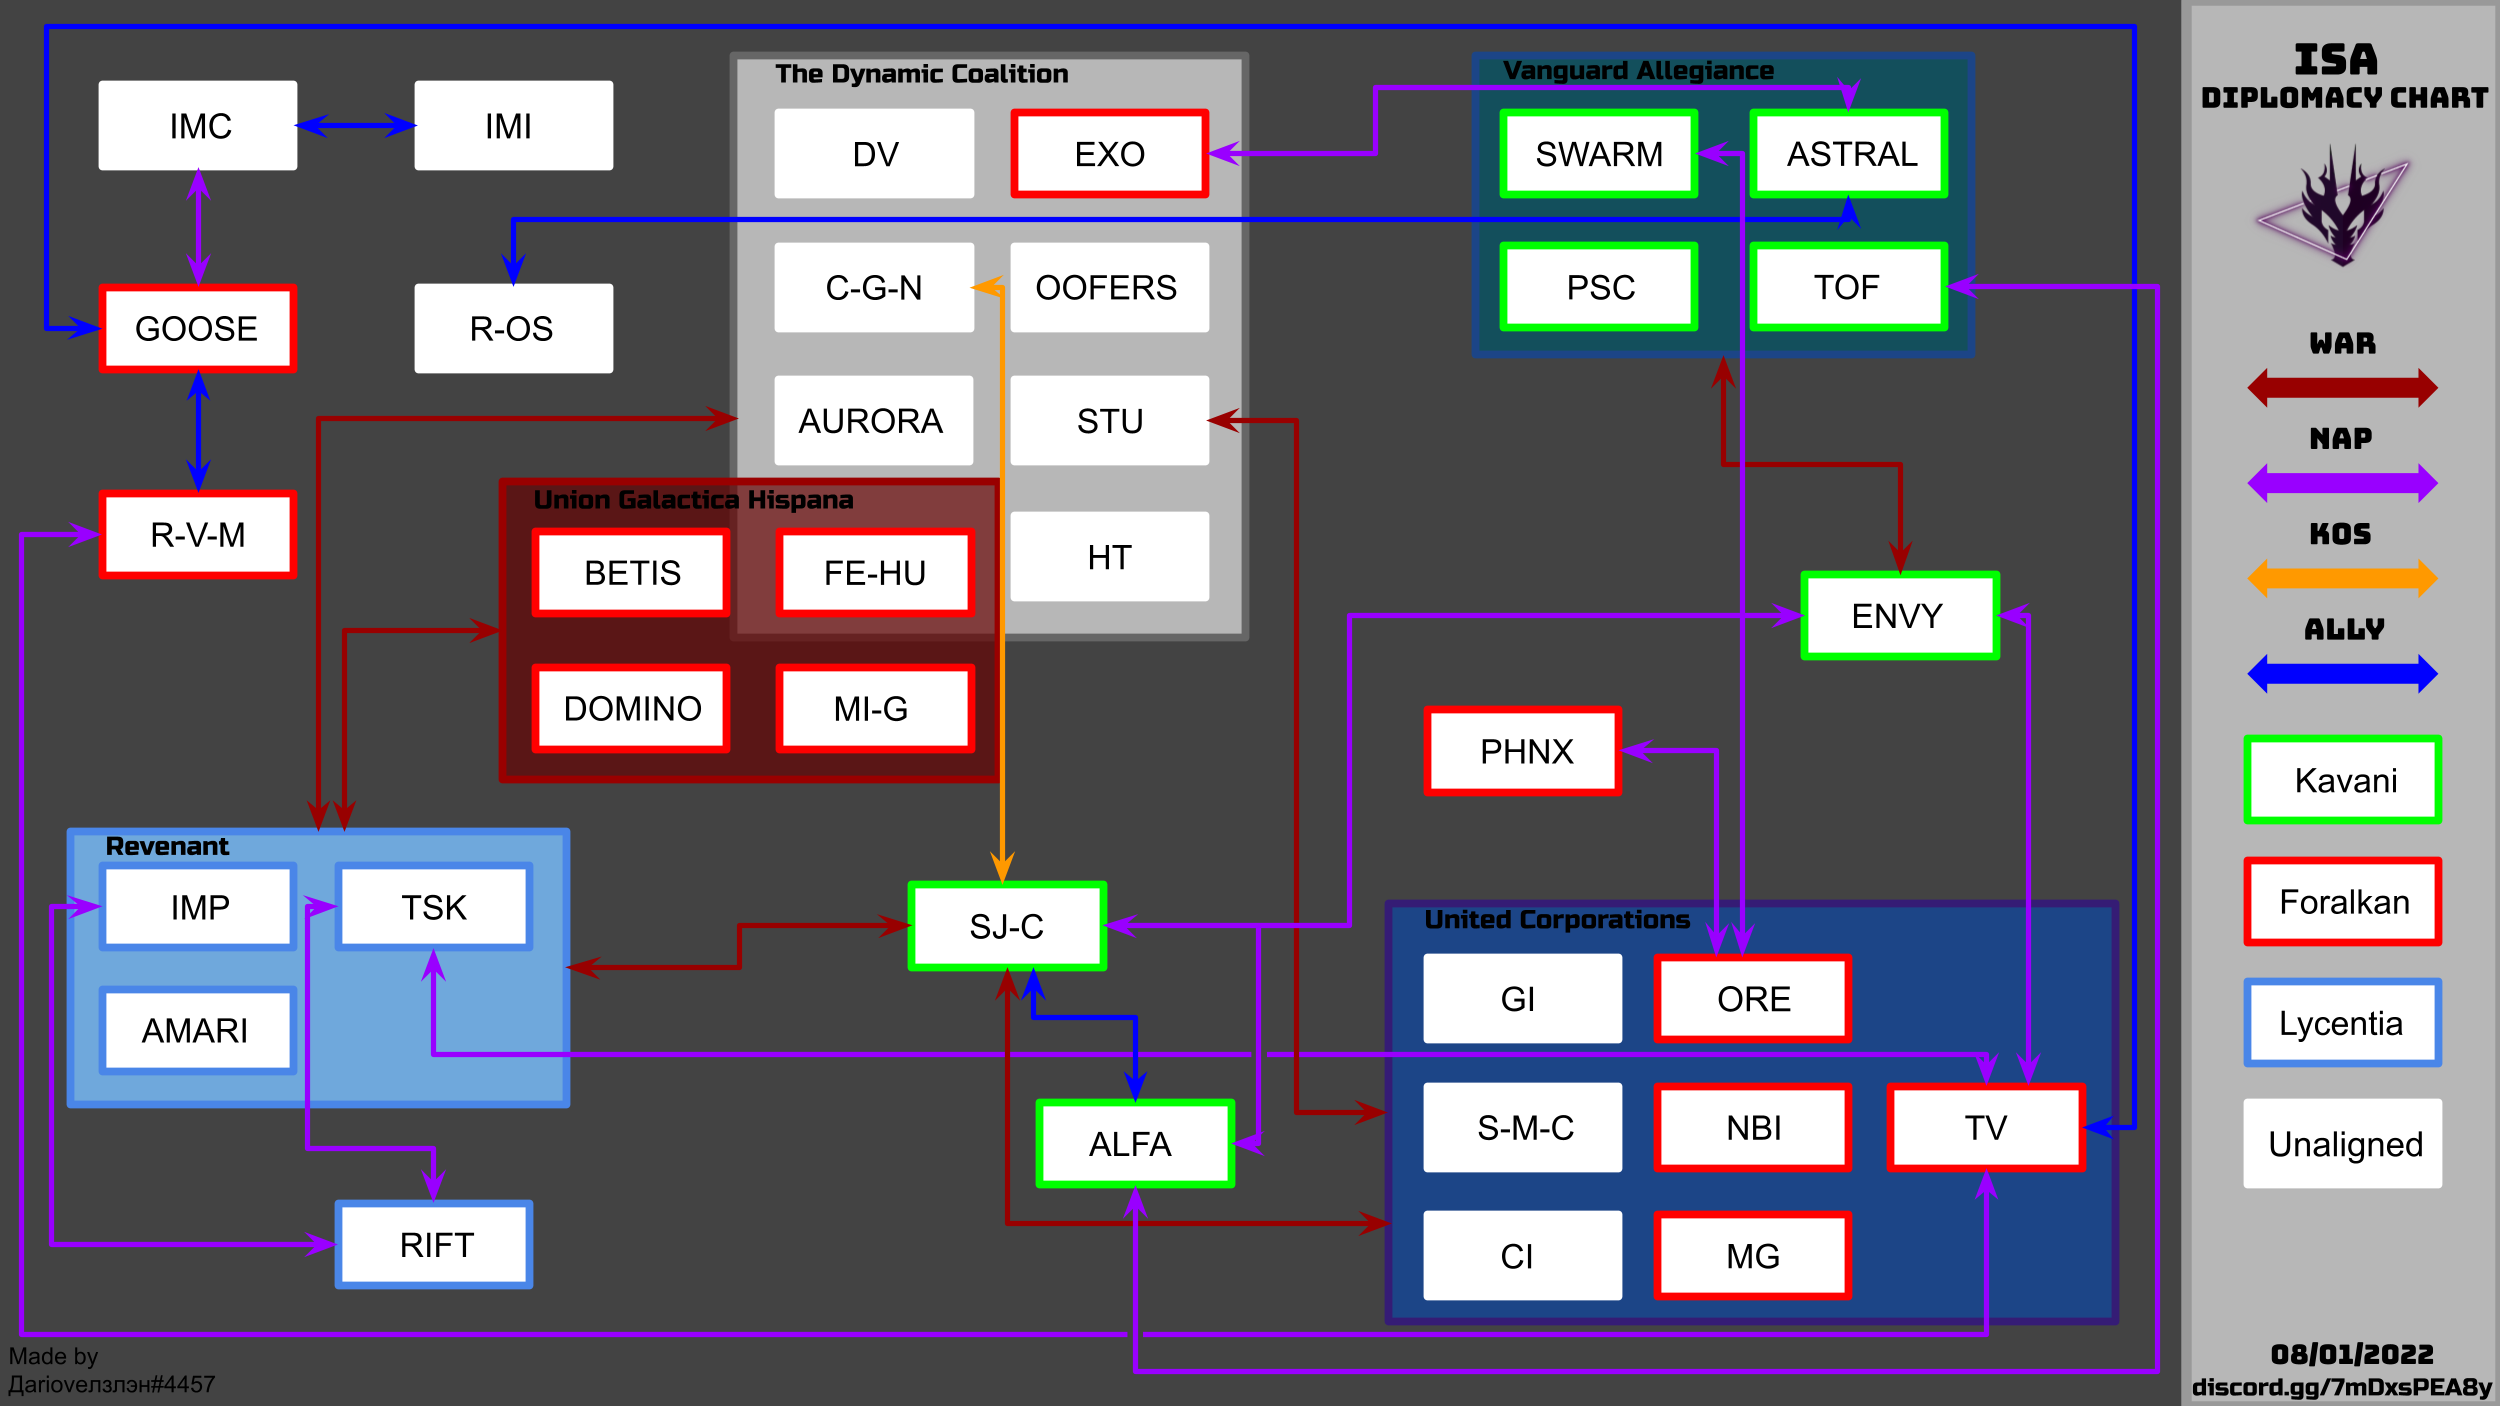 The Dynamic Coalition
Vanguard Allegiance
IMC
IMI
DV
EXO
SWARM
ASTRAL
GOOSE
R-OS
C-G-N
OOFERS
PSC
TOF
AURORA
STU
R-V-M
Union Galactica Hispana
BETIS
FE-HU
HT
ENVY
DOMINO
MI-G
PHNX
Revenant
IMP
TSK
SJ-C
United Corporations
AMARI
GI
ORE
ALFA
S-M-C
NBI
TV
RIFT
CI
MG
Made by
Дариовлзлэн#4457
ISA
DIPLOMACY CHART
WAR
NAP
KOS
ALLY
Kavani
Foralkan
Lycentia
Unaligned
08/01/2022
discord.gg/77mDxsPEA8y